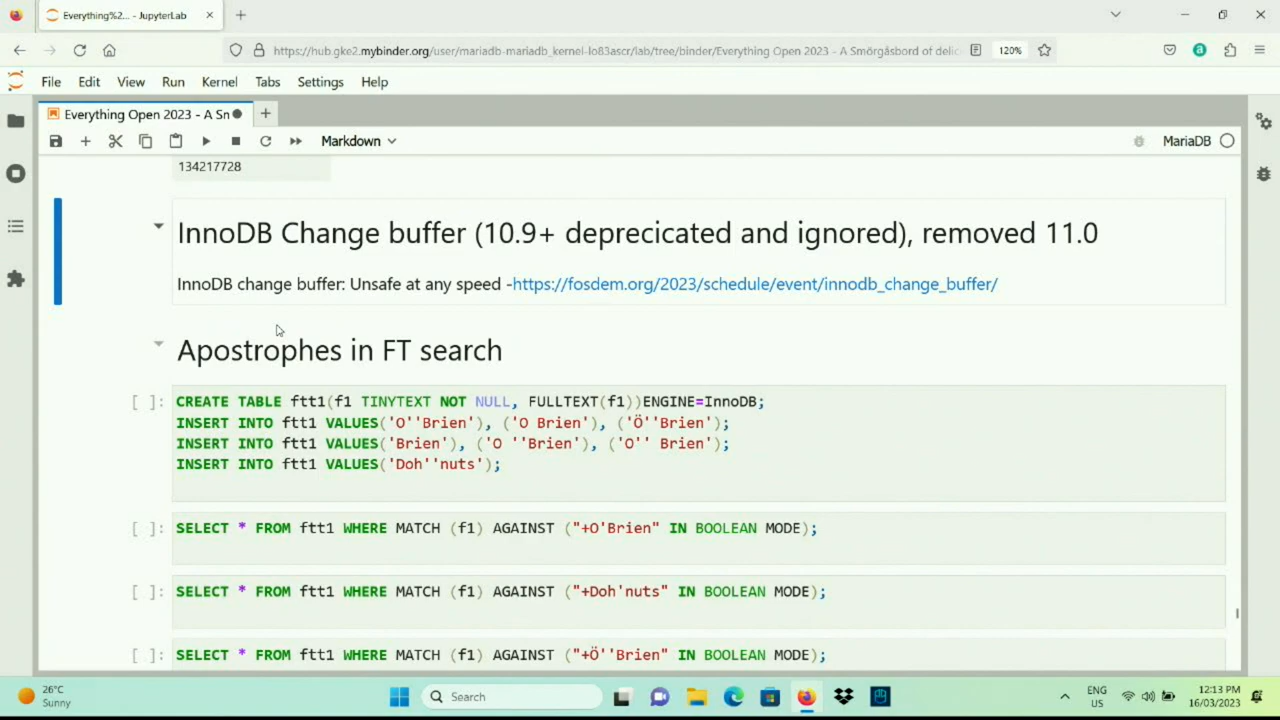 Everything%2... - JupyterLab
https://hub.gke2.mybinder.org/user/mariadb-mariadb_kernel-lo83ascr/lab/tree/binder/Everything Open 2023 - A Smörgåsbord of delic
120%
File Edit View Run Kernel Tabs Settings Help
Everything Open 2023 - A Sn
Markdown
MariaDB
134217728
InnoDB Change buffer (10.9+ depricicated and ignored), removed 11.0
InnoDB change buffer: Unsafe at any speed -https://fosdem.org/2023/schedule/event/innodb_change_buffer/
Apostrophes in FT search
[ ]: CREATE TABLE ftt1(f1 TINYTEXT NOT NULL, FULLTEXT(f1))ENGINE=InnoDB;
INSERT INTO ftt1 VALUES('O''Brien'), ('O Brien'), ('Ö''Brien');
INSERT INTO ftt1 VALUES('Brien'), ('O ''Brien'), ('O'' Brien');
INSERT INTO ftt1 VALUES('Doh''nuts');
[ ]: SELECT * FROM ftt1 WHERE MATCH (f1) AGAINST ("+O'Brien" IN BOOLEAN MODE);
[ ]: SELECT * FROM ftt1 WHERE MATCH (f1) AGAINST ("+Doh'nuts" IN BOOLEAN MODE);
[ ]: SELECT * FROM ftt1 WHERE MATCH (f1) AGAINST ("+Ö''Brien" IN BOOLEAN MODE);
26°C
Sunny
Search
ENG
US
12:13 PM
16/03/2023